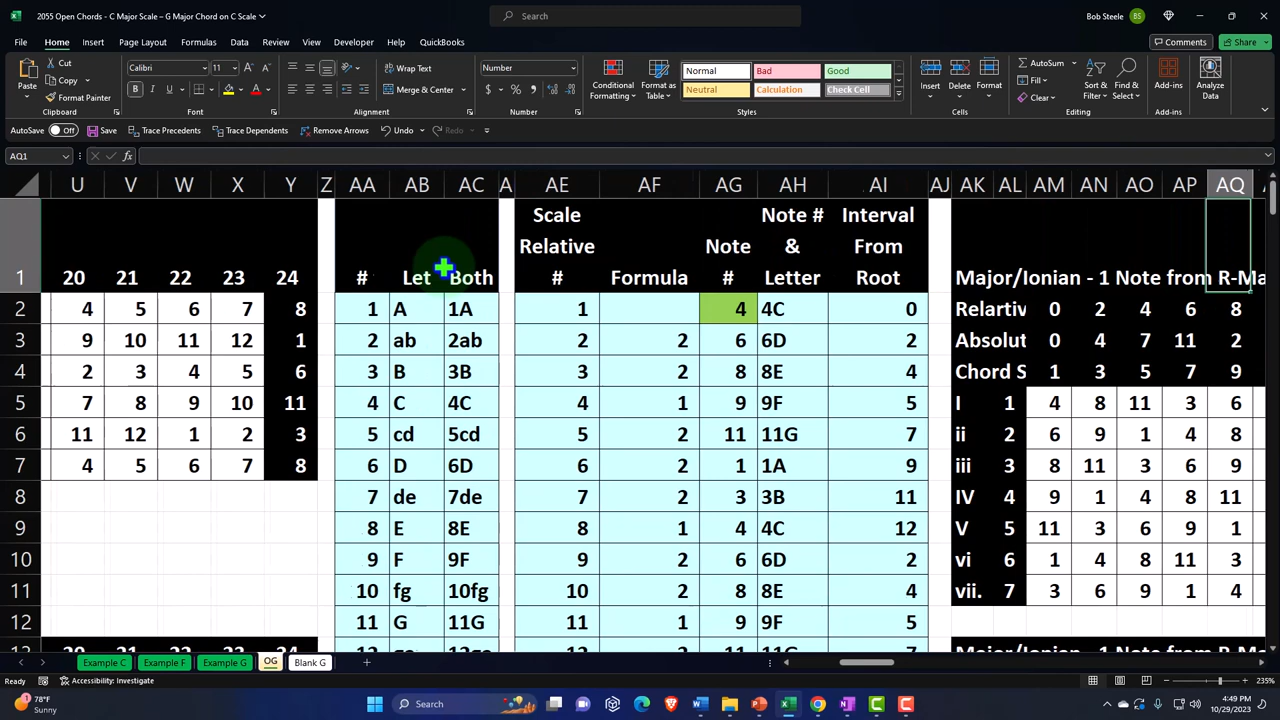 2055 Open Chords - C Major Scale – G Major Chord on C Scale
Search
Bob Steele BS
File Home Insert Page Layout Formulas Data Review View Developer Help QuickBooks
Comments Share
Paste
Cut
Copy
Format Painter
Clipboard
Calibri 11
B I U
Font
Wrap Text
Merge & Center
Alignment
Number
$ %
Number
Conditional Formatting
Format as Table
Normal Bad Good
Neutral Calculation Check Cell
Styles
Insert Delete Format
Cells
AutoSum
Fill
Clear
Sort & Filter
Find & Select
Editing
Add-ins
Add-ins
Analyze Data
AutoSave Off Save Trace Precedents Trace Dependents Remove Arrows Undo Redo
AQ1 fx
U V W X Y Z AA AB AC A AE AF AG AH AI AJ AK AL AM AN AO AP AQ
Scale Relative # Formula Note # Note # & Letter Interval From Root
1 20 21 22 23 24 # Let Both Major/Ionian - 1 Note from R-Ma
2 4 5 6 7 8 1 A 1A 1 4 4C 0 Relartiv 0 2 4 6 8
3 9 10 11 12 1 2 ab 2ab 2 2 6 6D 2 Absolut 0 4 7 11 2
4 2 3 4 5 6 3 B 3B 3 2 8 8E 4 Chord S 1 3 5 7 9
5 7 8 9 10 11 4 C 4C 4 1 9 9F 5 I 1 4 8 11 3 6
6 11 12 1 2 3 5 cd 5cd 5 2 11 11G 7 ii 2 6 9 1 4 8
7 4 5 6 7 8 6 D 6D 6 2 1 1A 9 iii 3 8 11 3 6 9
8 7 de 7de 7 2 3 3B 11 IV 4 9 1 4 8 11
9 8 E 8E 8 1 4 4C 12 V 5 11 3 6 9 1
10 9 F 9F 9 2 6 6D 2 vi 6 1 4 8 11 3
11 10 fg 10fg 10 2 8 8E 4 vii. 7 3 6 9 1 4
12 11 G 11G 11 1 9 9F 5
13 20 21 22 23 24 Major/Ionian - 1 Note from R-Ma
Example C Example F Example G OG Blank G
Ready Accessibility: Investigate 235%
1 78°F
Sunny
Search
4:49 PM
10/29/2023